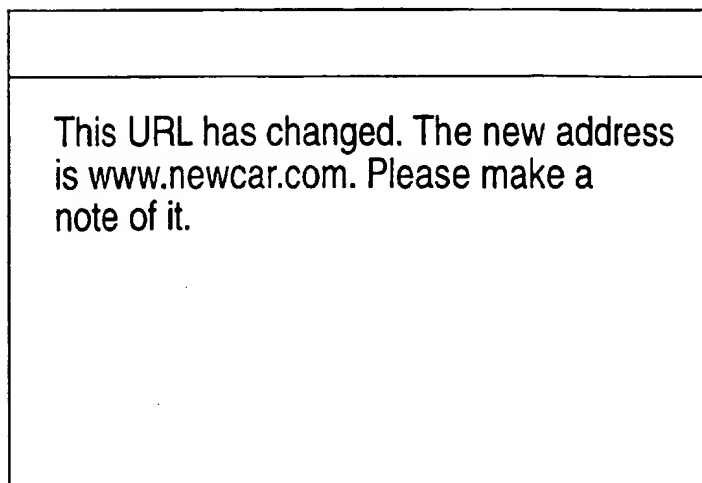 This URL has changed. The new address
is www.newcar.com. Please make a
note of it.